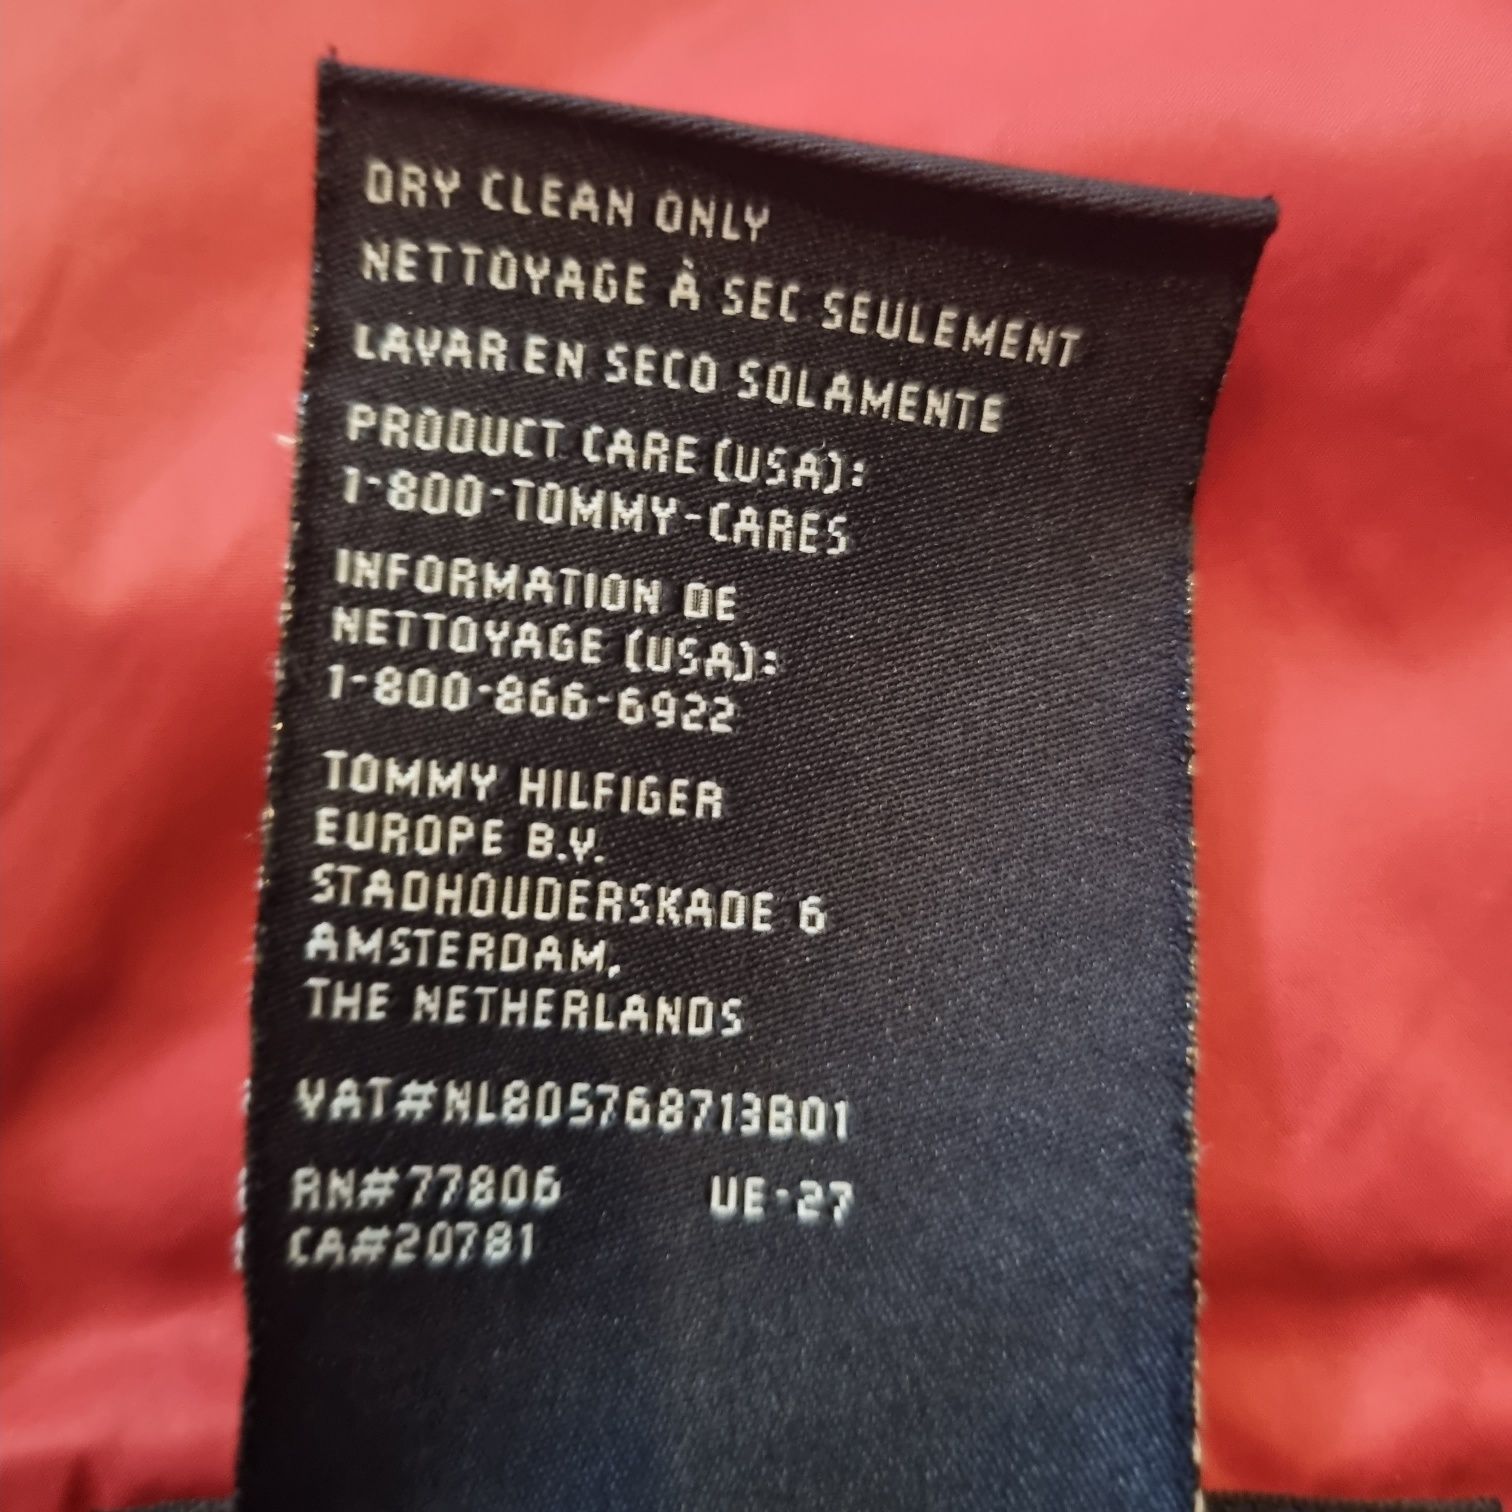 DRY CLEAN ONLY
NETTOYAGE À SEC SEULEMENT
LAVAR EN SECO SOLAMENTE
PRODUCT CARE (USA):
1-800-TOMMY-CARES
INFORMATION DE
NETTOYAGE (USA):
1-800-866-6922
TOMMY HILFIGER
EUROPE B.V.
STADHOUDERSKADE 6
AMSTERDAM,
THE NETHERLANDS
VAT#NL805768713B01
RN#77806 UE-27
CA#20781